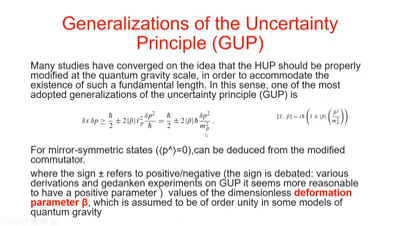 Generalizations of the Uncertainty
Principle (GUP)
Many studies have converged on the idea that the HUP should be properly
modified at the quantum gravity scale, in order to accommodate the
existence of such a fundamental length. In this sense, one of the most
adopted generalizations of the uncertainty principle (GUP) is
δx δp ≥ ħ/2 ± 2|β|ℓ_p² δp²/ħ = ħ/2 ± 2|β|ħ δp²/m_p² , [x̂, p̂] = iħ (1 ± |β| (p̂²/m_p²)).
For mirror-symmetric states (⟨p^⟩=0),can be deduced from the modified
commutator.
where the sign ± refers to positive/negative (the sign is debated: various
derivations and gedanken experiments on GUP it seems more reasonable
to have a positive parameter ) values of the dimensionless deformation
parameter β, which is assumed to be of order unity in some models of
quantum gravity